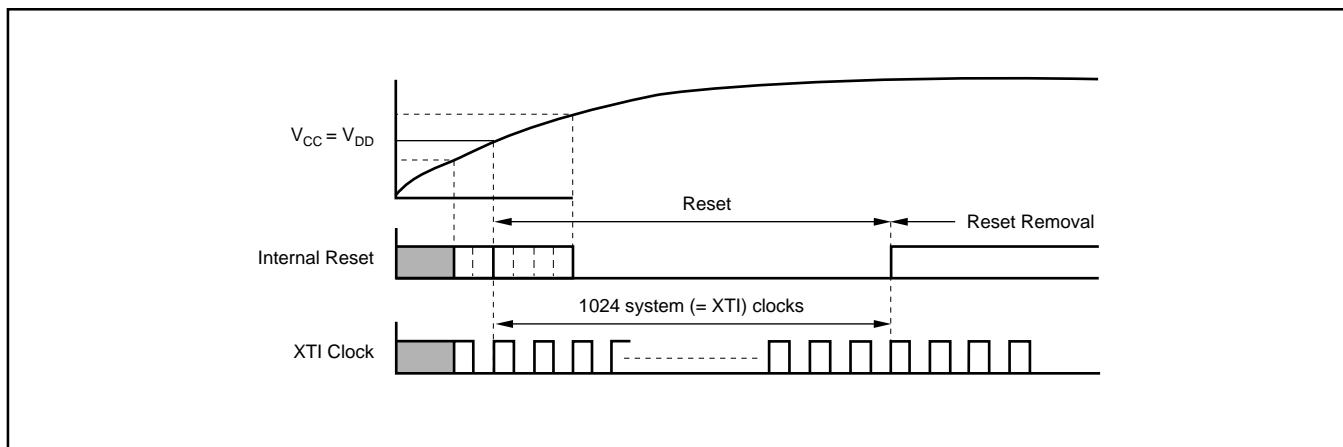 V_CC = V_DD
Reset
Reset Removal
Internal Reset
1024 system (= XTI) clocks
XTI Clock